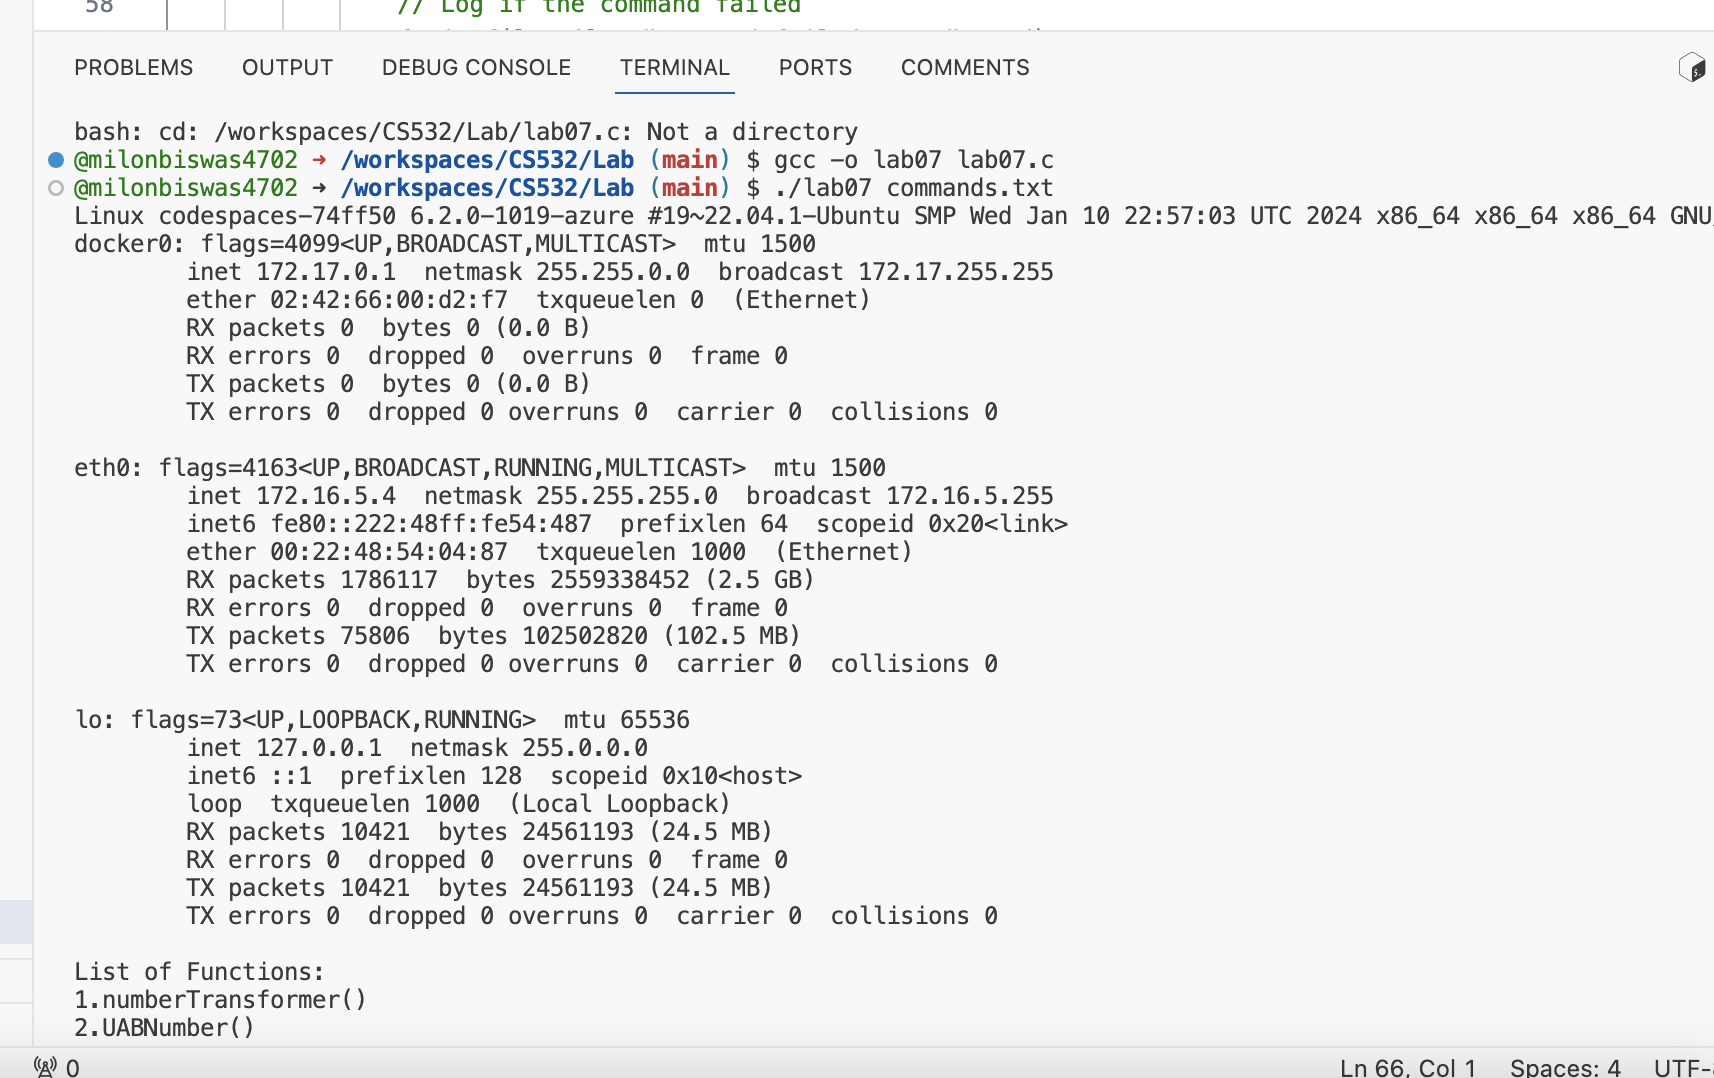 58 // Log if the command failed
PROBLEMS OUTPUT DEBUG CONSOLE TERMINAL PORTS COMMENTS
bash: cd: /workspaces/CS532/Lab/lab07.c: Not a directory
@milonbiswas4702 → /workspaces/CS532/Lab (main) $ gcc -o lab07 lab07.c
@milonbiswas4702 → /workspaces/CS532/Lab (main) $ ./lab07 commands.txt
Linux codespaces-74ff50 6.2.0-1019-azure #19~22.04.1-Ubuntu SMP Wed Jan 10 22:57:03 UTC 2024 x86_64 x86_64 x86_64 GNU
docker0: flags=4099<UP,BROADCAST,MULTICAST>  mtu 1500
        inet 172.17.0.1  netmask 255.255.0.0  broadcast 172.17.255.255
        ether 02:42:66:00:d2:f7  txqueuelen 0  (Ethernet)
        RX packets 0  bytes 0 (0.0 B)
        RX errors 0  dropped 0  overruns 0  frame 0
        TX packets 0  bytes 0 (0.0 B)
        TX errors 0  dropped 0 overruns 0  carrier 0  collisions 0
eth0: flags=4163<UP,BROADCAST,RUNNING,MULTICAST>  mtu 1500
        inet 172.16.5.4  netmask 255.255.255.0  broadcast 172.16.5.255
        inet6 fe80::222:48ff:fe54:487  prefixlen 64  scopeid 0x20<link>
        ether 00:22:48:54:04:87  txqueuelen 1000  (Ethernet)
        RX packets 1786117  bytes 2559338452 (2.5 GB)
        RX errors 0  dropped 0  overruns 0  frame 0
        TX packets 75806  bytes 102502820 (102.5 MB)
        TX errors 0  dropped 0 overruns 0  carrier 0  collisions 0
lo: flags=73<UP,LOOPBACK,RUNNING>  mtu 65536
        inet 127.0.0.1  netmask 255.0.0.0
        inet6 ::1  prefixlen 128  scopeid 0x10<host>
        loop  txqueuelen 1000  (Local Loopback)
        RX packets 10421  bytes 24561193 (24.5 MB)
        RX errors 0  dropped 0  overruns 0  frame 0
        TX packets 10421  bytes 24561193 (24.5 MB)
        TX errors 0  dropped 0 overruns 0  carrier 0  collisions 0
List of Functions:
1.numberTransformer()
2.UABNumber()
0 Ln 66, Col 1 Spaces: 4 UTF-